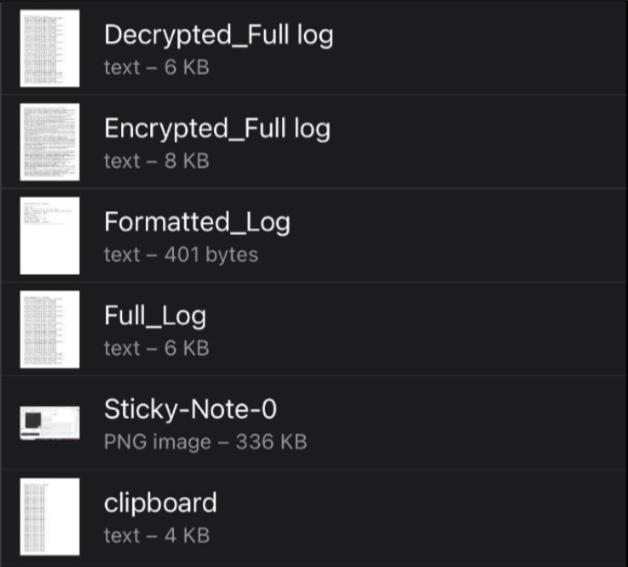 Decrypted_Full log
text – 6 KB
Encrypted_Full log
text – 8 KB
Formatted_Log
text – 401 bytes
Full_Log
text – 6 KB
Sticky-Note-0
PNG image – 336 KB
clipboard
text – 4 KB